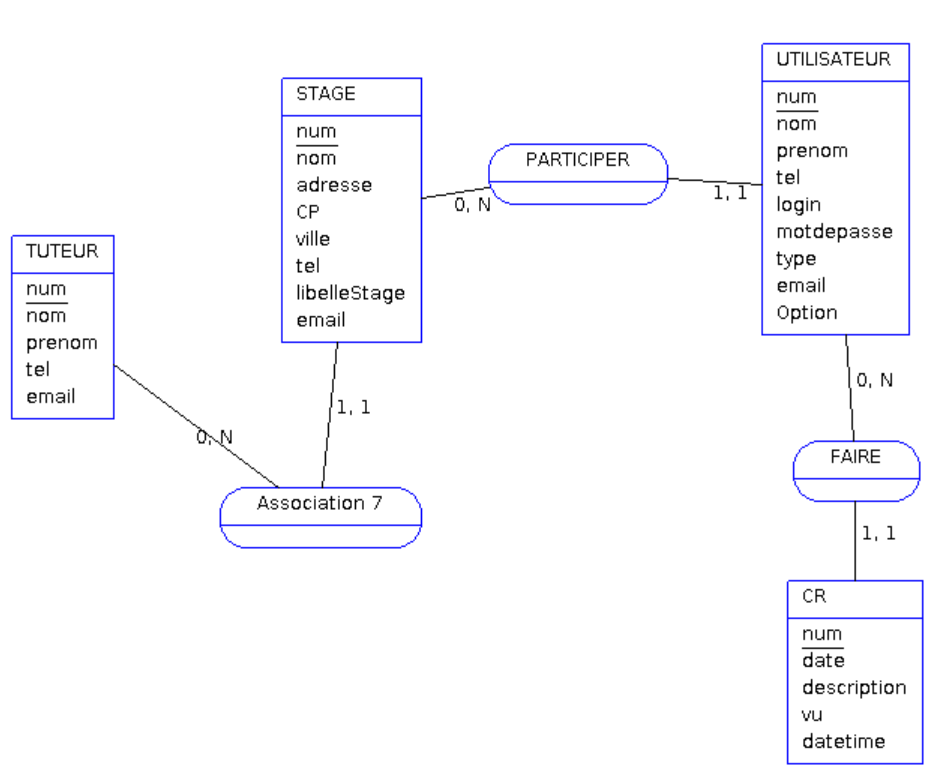 UTILISATEUR
num
nom
prenom
tel
login
motdepasse
type
email
Option
STAGE
num
nom
adresse
CP
ville
tel
libelleStage
email
PARTICIPER
0, N
1, 1
TUTEUR
num
nom
prenom
tel
email
0, N
1, 1
Association 7
0, N
FAIRE
1, 1
CR
num
date
description
vu
datetime